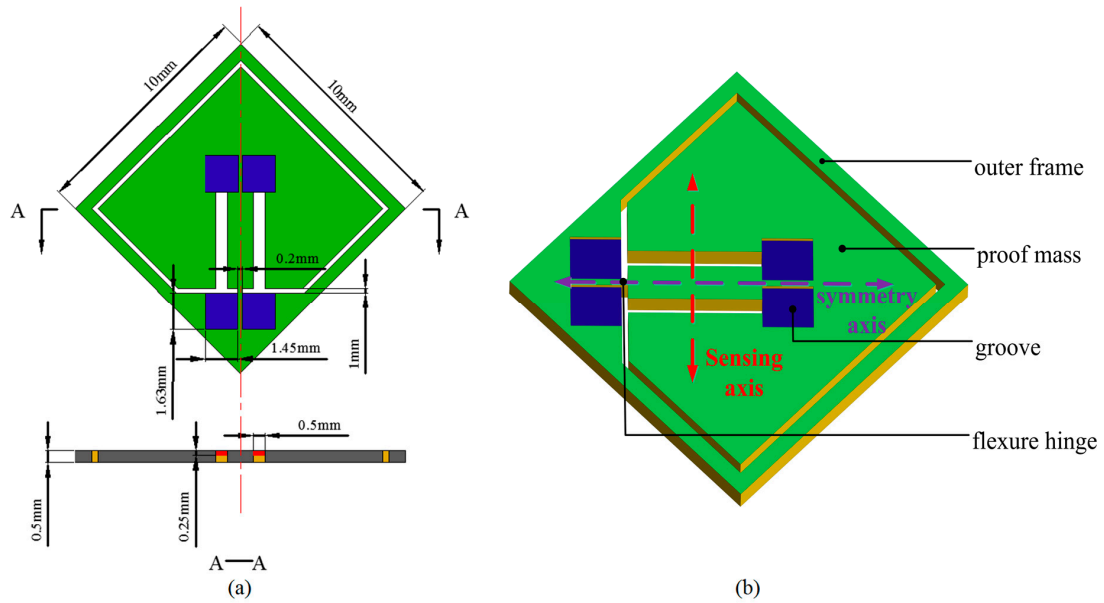 10mm
10mm
A
A
0.2mm
1.45mm
1mm
1.63mm
0.5mm
0.5mm
0.25mm
A
A
(a)
outer frame
proof mass
symmetry
axis
groove
Sensing
axis
flexure hinge
(b)